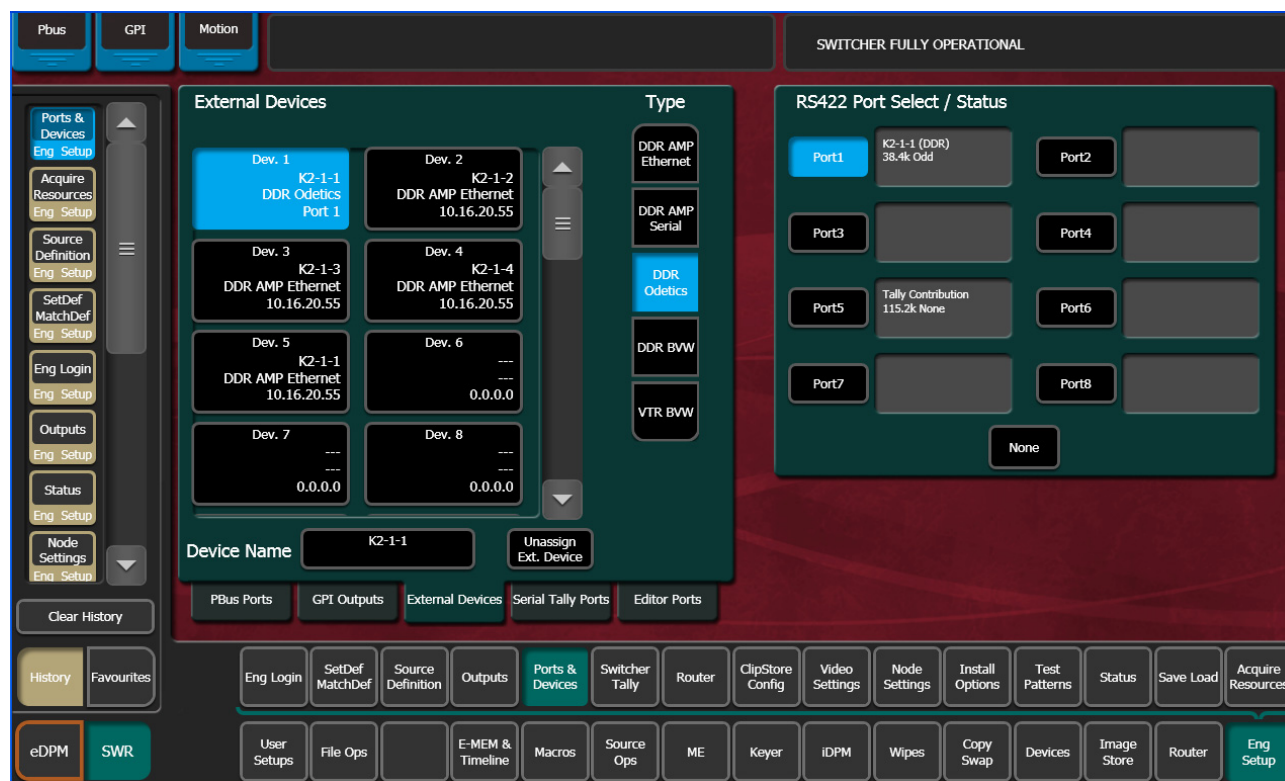 Pbus
GPI
Motion
SWITCHER FULLY OPERATIONAL
Ports &
Devices
Eng Setup
Acquire
Resources
Eng Setup
Source
Definition
Eng Setup
SetDef
MatchDef
Eng Setup
Eng Login
Eng Setup
Outputs
Eng Setup
Status
Eng Setup
Node
Settings
Eng Setup
Clear History
History
Favourites
eDPM
SWR
External Devices
Type
Dev. 1
K2-1-1
DDR Odetics
Port 1
Dev. 2
K2-1-2
DDR AMP Ethernet
10.16.20.55
Dev. 3
K2-1-3
DDR AMP Ethernet
10.16.20.55
Dev. 4
K2-1-4
DDR AMP Ethernet
10.16.20.55
Dev. 5
K2-1-1
DDR AMP Ethernet
10.16.20.55
Dev. 6
---
---
0.0.0.0
Dev. 7
---
---
0.0.0.0
Dev. 8
---
---
0.0.0.0
DDR AMP
Ethernet
DDR AMP
Serial
DDR
Odetics
DDR BVW
VTR BVW
Device Name
K2-1-1
Unassign
Ext. Device
PBus Ports
GPI Outputs
External Devices
Serial Tally Ports
Editor Ports
RS422 Port Select / Status
Port1
K2-1-1 (DDR)
38.4k Odd
Port2
Port3
Port4
Port5
Tally Contribution
115.2k None
Port6
Port7
Port8
None
Eng Login
SetDef
MatchDef
Source
Definition
Outputs
Ports &
Devices
Switcher
Tally
Router
ClipStore
Config
Video
Settings
Node
Settings
Install
Options
Test
Patterns
Status
Save Load
Acquire
Resources
User
Setups
File Ops
E-MEM &
Timeline
Macros
Source
Ops
ME
Keyer
iDPM
Wipes
Copy
Swap
Devices
Image
Store
Router
Eng
Setup